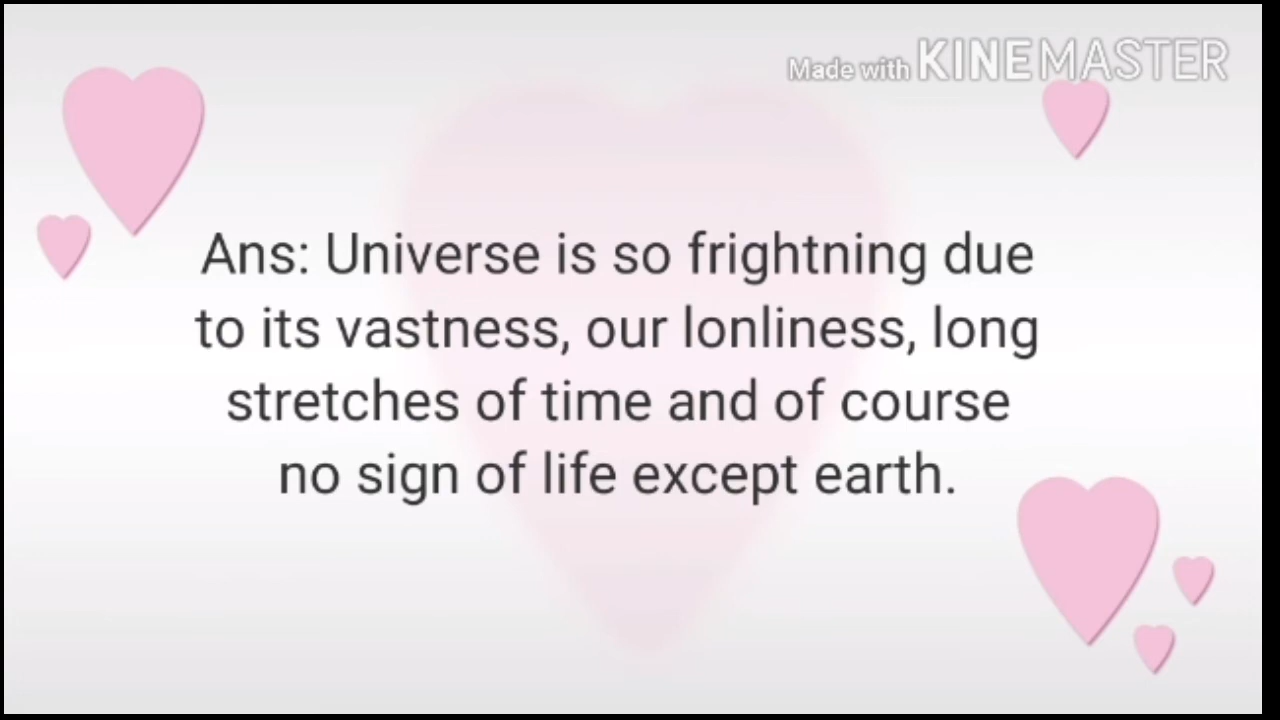 Made with KINEMASTER
Ans: Universe is so frightning due
to its vastness, our lonliness, long
stretches of time and of course
no sign of life except earth.